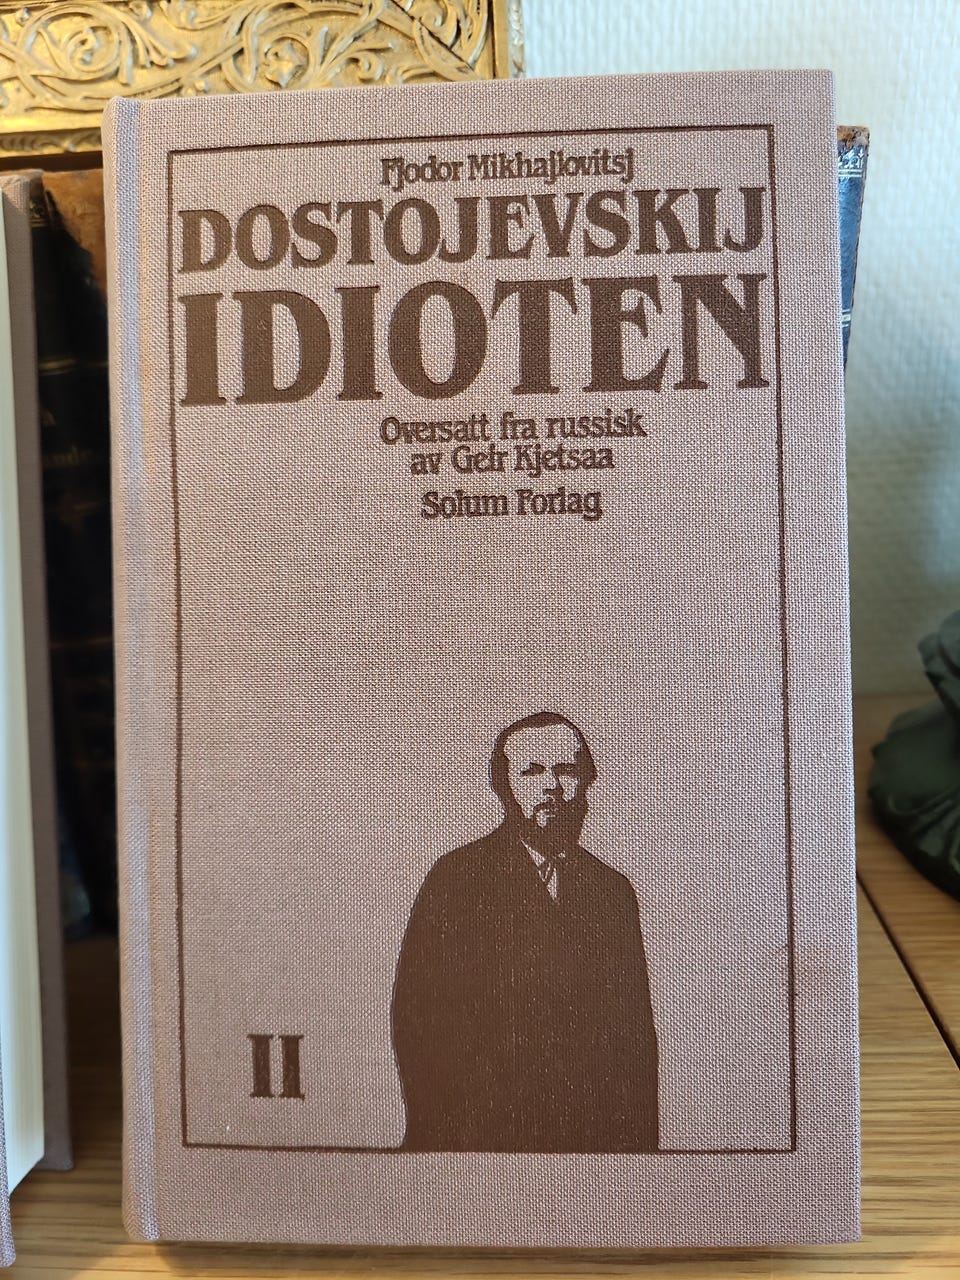 Fjodor Mikhajlovitsj
DOSTOJEVSKIJ
IDIOTEN
Oversatt fra russisk
av Geir Kjetsaa
Solum Forlag
II